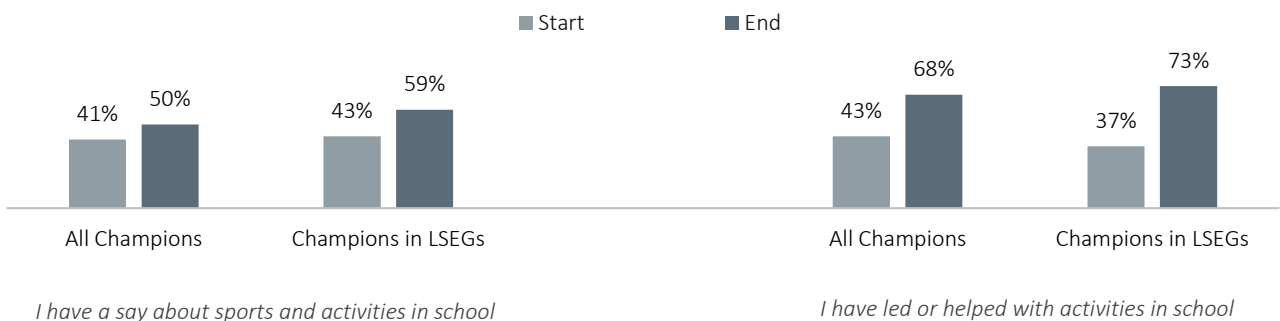 Start End
41% 50% 43% 59% 43% 68% 37% 73%
All Champions Champions in LSEGs All Champions Champions in LSEGs
I have a say about sports and activities in school
I have led or helped with activities in school